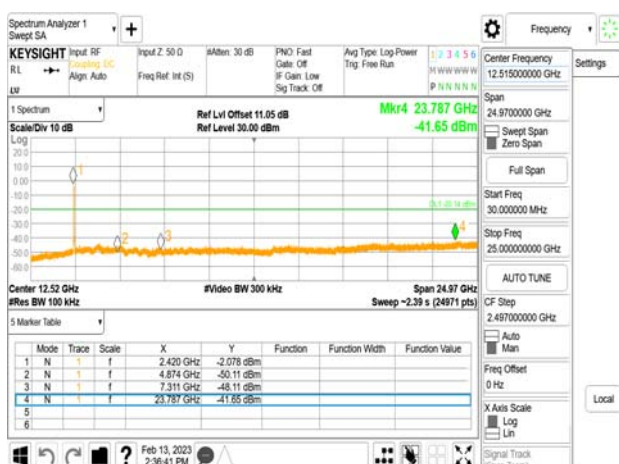 Spectrum Analyzer 1
Swept SA
+
Frequency
KEYSIGHT
RL
Input: RF
Coupling: DC
Align: Auto
Input Z: 50 Ω
Freq Ref: Int (S)
#Atten: 30 dB
PNO: Fast
Gate: Off
IF Gain: Low
Sig Track: Off
Avg Type: Log-Power
Trig: Free Run
1 2 3 4 5 6
M W W W W W
P N N N N N
Settings
1 Spectrum
Scale/Div 10 dB
Log
Ref Lvl Offset 11.05 dB
Ref Level 30.00 dBm
Mkr4 23.787 GHz
-41.65 dBm
20.0
10.0
0.00
-10.0
-20.0
-30.0
-40.0
-50.0
-60.0
1
2
3
4
Center 12.52 GHz
#Res BW 100 kHz
#Video BW 300 kHz
Span 24.97 GHz
Sweep ~2.39 s (24971 pts)
5 Marker Table
Mode Trace Scale X Y Function Function Width Function Value
1 N 1 f 2.420 GHz -2.078 dBm
2 N 1 f 4.874 GHz -50.11 dBm
3 N 1 f 7.311 GHz -48.11 dBm
4 N 1 f 23.787 GHz -41.65 dBm
5
6
Feb 13, 2023
2:36:41 PM
Center Frequency
12.515000000 GHz
Span
24.9700000 GHz
Swept Span
Zero Span
Full Span
Start Freq
30.000000 MHz
Stop Freq
25.000000000 GHz
AUTO TUNE
CF Step
2.497000000 GHz
Auto
Man
Freq Offset
0 Hz
X Axis Scale
Log
Lin
Signal Track
Local